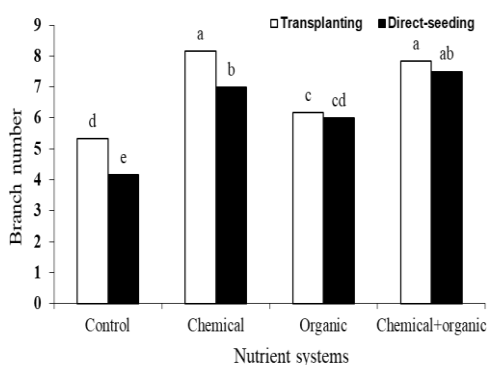 Transplanting Direct-seeding
Branch number
9
8
7
6
5
4
3
2
1
0
d
e
a
b
c
cd
a
ab
Control Chemical Organic Chemical+organic
Nutrient systems